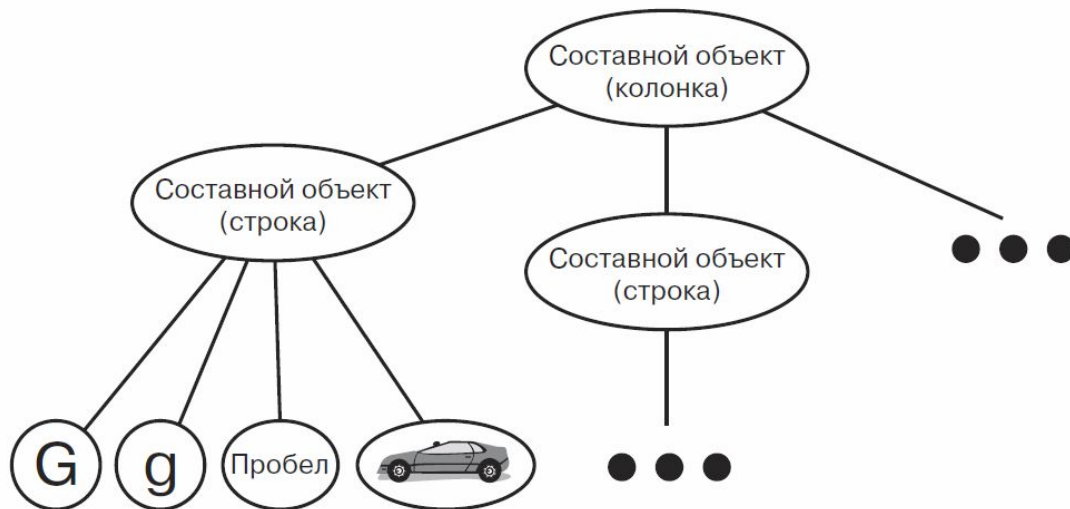 Составной объект
(колонка)
Составной объект
(строка)
Составной объект
(строка)
G
g
Пробел